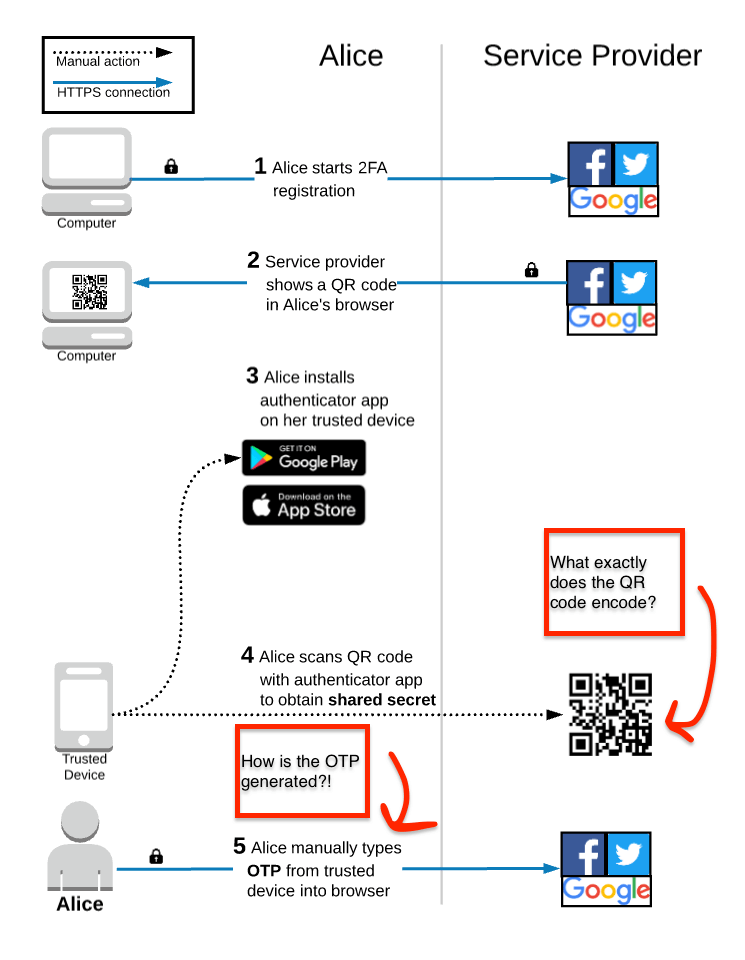 Alice
Service Provider
Manual action
HTTPS connection
1 Alice starts 2FA
registration
f
Google
Computer
2 Service provider
shows a QR code
in Alice's browser
f
Google
Computer
3 Alice installs
authenticator app
on her trusted device
GET IT ON
Google Play
Download on the
App Store
What exactly
does the QR
code encode?
4 Alice scans QR code
with authenticator app
to obtain shared secret
Trusted
Device
How is the OTP
generated?!
5 Alice manually types
OTP from trusted
device into browser
f
Google
Alice